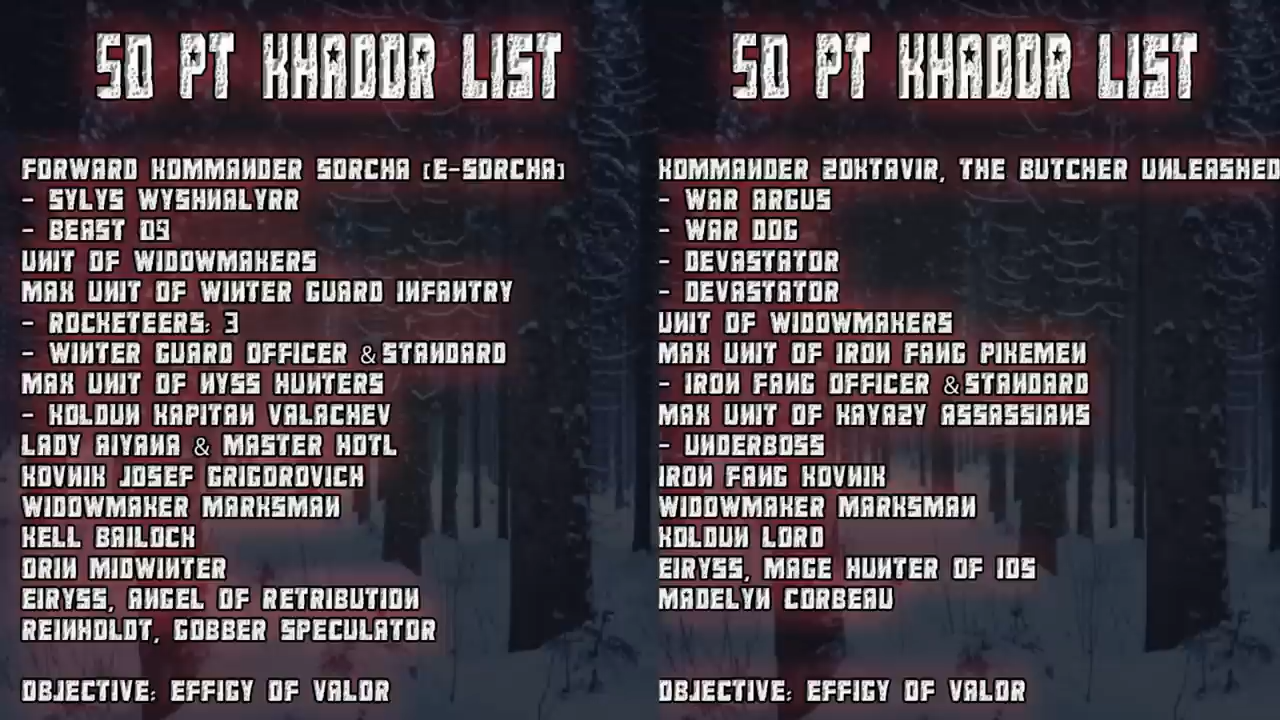 50 PT KHADOR LIST
FORWARD KOMMANDER SORCHA (E-SORCHA)
- SYLYS WYSHNALYRR
- BEAST 09
UNIT OF WIDOWMAKERS
MAX UNIT OF WINTER GUARD INFANTRY
- ROCKETEERS: 3
- WINTER GUARD OFFICER & STANDARD
MAX UNIT OF NYSS HUNTERS
- KOLDUN KAPITAN VALACHEV
LADY AIYANA & MASTER HOTL
KOVNIK JOSEF GRIGOROVICH
WIDOWMAKER MARKSMAN
KELL BAILOCK
ORIN MIDWINTER
EIRYSS, ANGEL OF RETRIBUTION
REINHOLDT, GOBBER SPECULATOR
OBJECTIVE: EFFIGY OF VALOR
50 PT KHADOR LIST
KOMMANDER ZOKTAVIR, THE BUTCHER UNLEASHED
- WAR ARGUS
- WAR DOG
- DEVASTATOR
- DEVASTATOR
UNIT OF WIDOWMAKERS
MAX UNIT OF IRON FANG PIKEMEN
- IRON FANG OFFICER & STANDARD
MAX UNIT OF KAYAZY ASSASSIANS
- UNDERBOSS
IRON FANG KOVNIK
WIDOWMAKER MARKSMAN
KOLDUN LORD
EIRYSS, MAGE HUNTER OF IOS
MADELYN CORBEAU
OBJECTIVE: EFFIGY OF VALOR